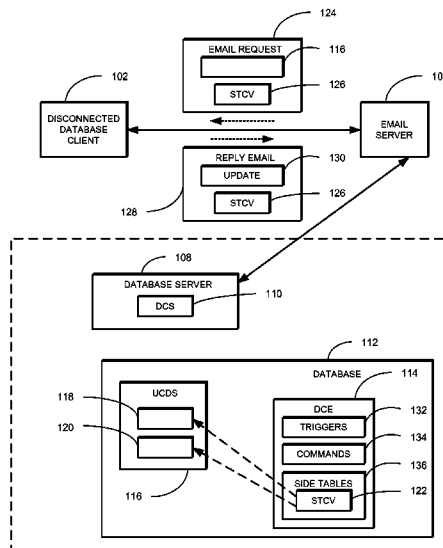 124
EMAIL REQUEST
116
102
126
10
STCV
DISCONNECTED
DATABASE
CLIENT
EMAIL
SERVER
REPLY EMAIL
130
UPDATE
126
STCV
128
108
DATABASE SERVER
110
DCS
112
DATABASE
114
UCDS
118
DCE
132
TRIGGERS
120
134
COMMANDS
136
SIDE TABLES
STCV
122
116